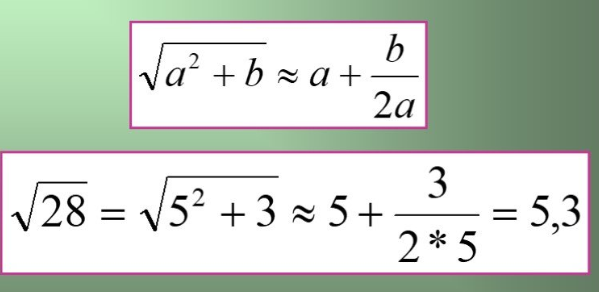 √(a² + b) ≈ a + b/2a
√28 = √(5² + 3) ≈ 5 + 3/(2 * 5) = 5,3